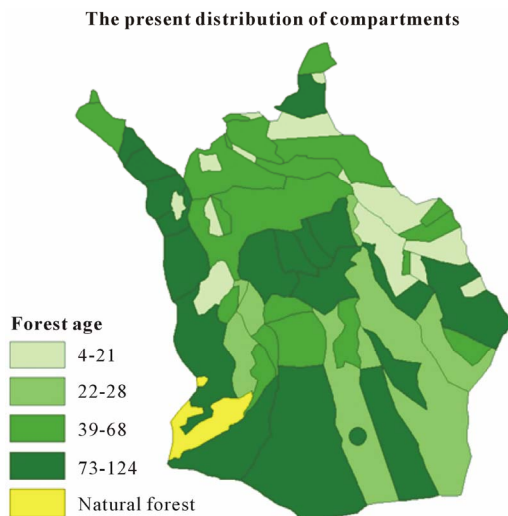 The present distribution of compartments
Forest age
4-21
22-28
39-68
73-124
Natural forest